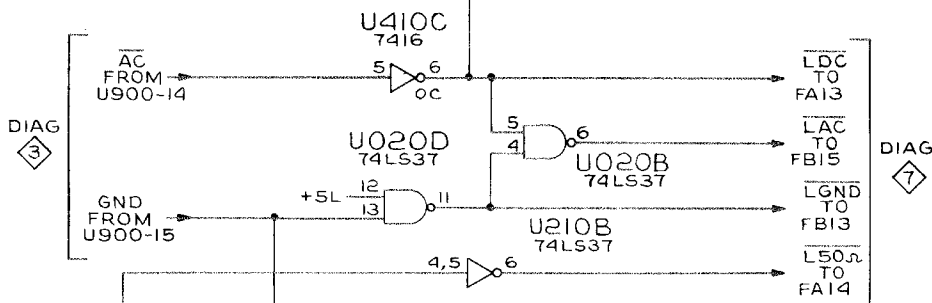 U410C
7416
AC
FROM
U900-14
5
6
OC
LDC
TO
FA13
DIAG
3
5
4
6
U020D
74LS37
U020B
74LS37
LAC
TO
FB15
DIAG
7
GND
FROM
U900-15
+5L
12
13
11
U210B
74LS37
LGND
TO
FB13
4,5
6
L50Ω
TO
FA14